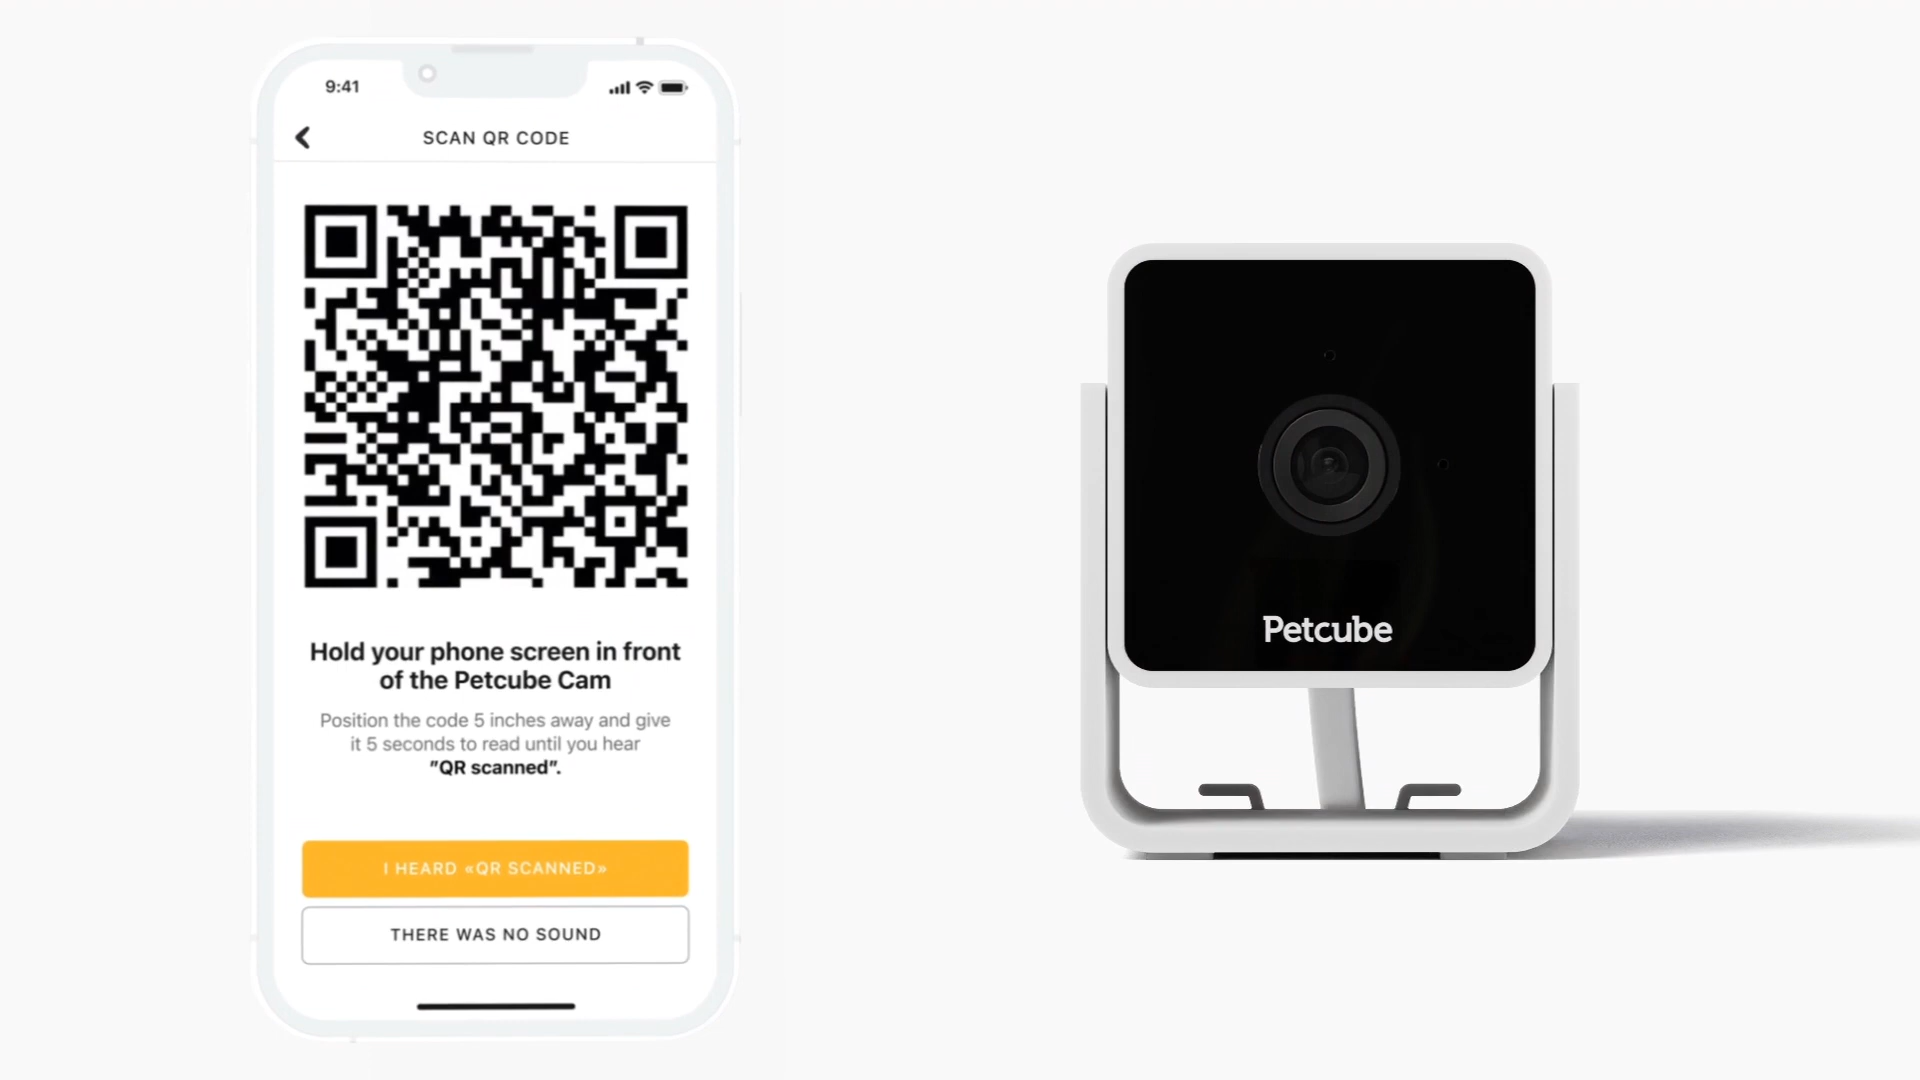 9:41
SCAN QR CODE
Hold your phone screen in front
of the Petcube Cam
Position the code 5 inches away and give
it 5 seconds to read until you hear
"QR scanned".
I HEARD «QR SCANNED»
THERE WAS NO SOUND
Petcube